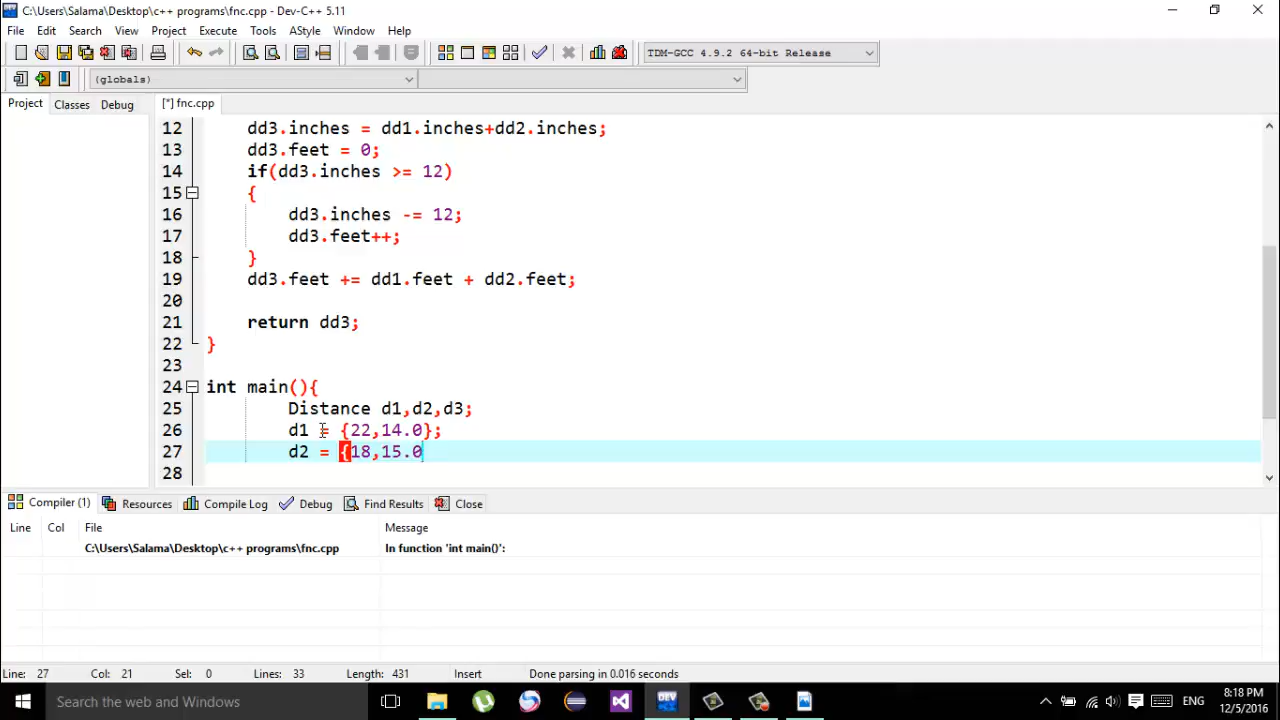 C:\Users\Salama\Desktop\c++ programs\fnc.cpp - Dev-C++ 5.11
File Edit Search View Project Execute Tools AStyle Window Help
TDM-GCC 4.9.2 64-bit Release
(globals)
Project Classes Debug [*] fnc.cpp
12 dd3.inches = dd1.inches+dd2.inches;
13 dd3.feet = 0;
14 if(dd3.inches >= 12)
15 {
16 dd3.inches -= 12;
17 dd3.feet++;
18 }
19 dd3.feet += dd1.feet + dd2.feet;
20
21 return dd3;
22 }
23
24 int main(){
25 Distance d1,d2,d3;
26 d1 = {22,14.0};
27 d2 = {18,15.0
28
Compiler (1) Resources Compile Log Debug Find Results Close
Line Col File Message
C:\Users\Salama\Desktop\c++ programs\fnc.cpp In function 'int main()':
Line: 27 Col: 21 Sel: 0 Lines: 33 Length: 431 Insert Done parsing in 0.016 seconds
Search the web and Windows
DEV
ENG
8:18 PM
12/5/2016